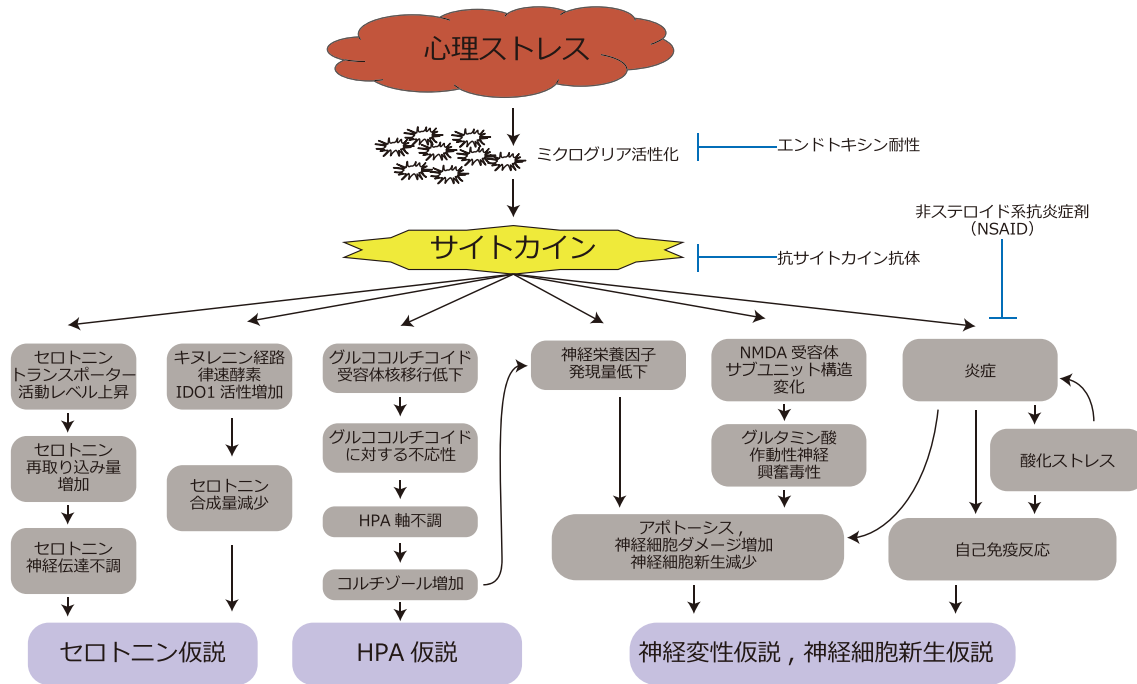 心理ストレス
ミクログリア活性化
エンドトキシン耐性
サイトカイン
抗サイトカイン抗体
非ステロイド系抗炎症剤
（NSAID）
セロトニン
トランスポーター
活動レベル上昇
セロトニン
再取り込み量
増加
セロトニン
神経伝達不調
キヌレニン経路
律速酵素
IDO1 活性増加
セロトニン
合成量減少
グルココルチコイド
受容体核移行低下
グルココルチコイド
に対する不応性
HPA 軸不調
コルチゾール増加
神経栄養因子
発現量低下
NMDA 受容体
サブユニット構造
変化
グルタミン酸
作動性神経
興奮毒性
アポトーシス ,
神経細胞ダメージ増加
神経細胞新生減少
炎症
酸化ストレス
自己免疫反応
セロトニン仮説
HPA 仮説
神経変性仮説 , 神経細胞新生仮説